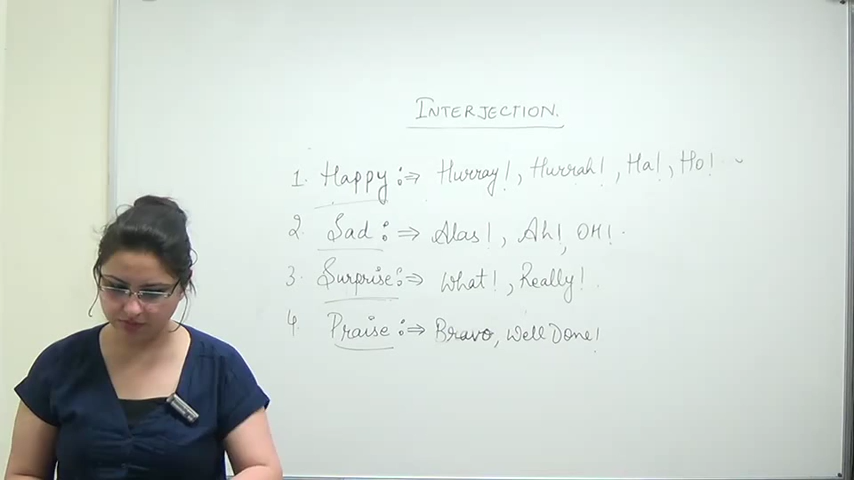 INTERJECTION.
1. Happy :⇒ Hurray!, Hurrah!, Ha!, Ho!
2. Sad :⇒ Alas!, Ah!, OH!
3. Surprise :⇒ What!, Really!
4. Praise :⇒ Bravo, Well Done!